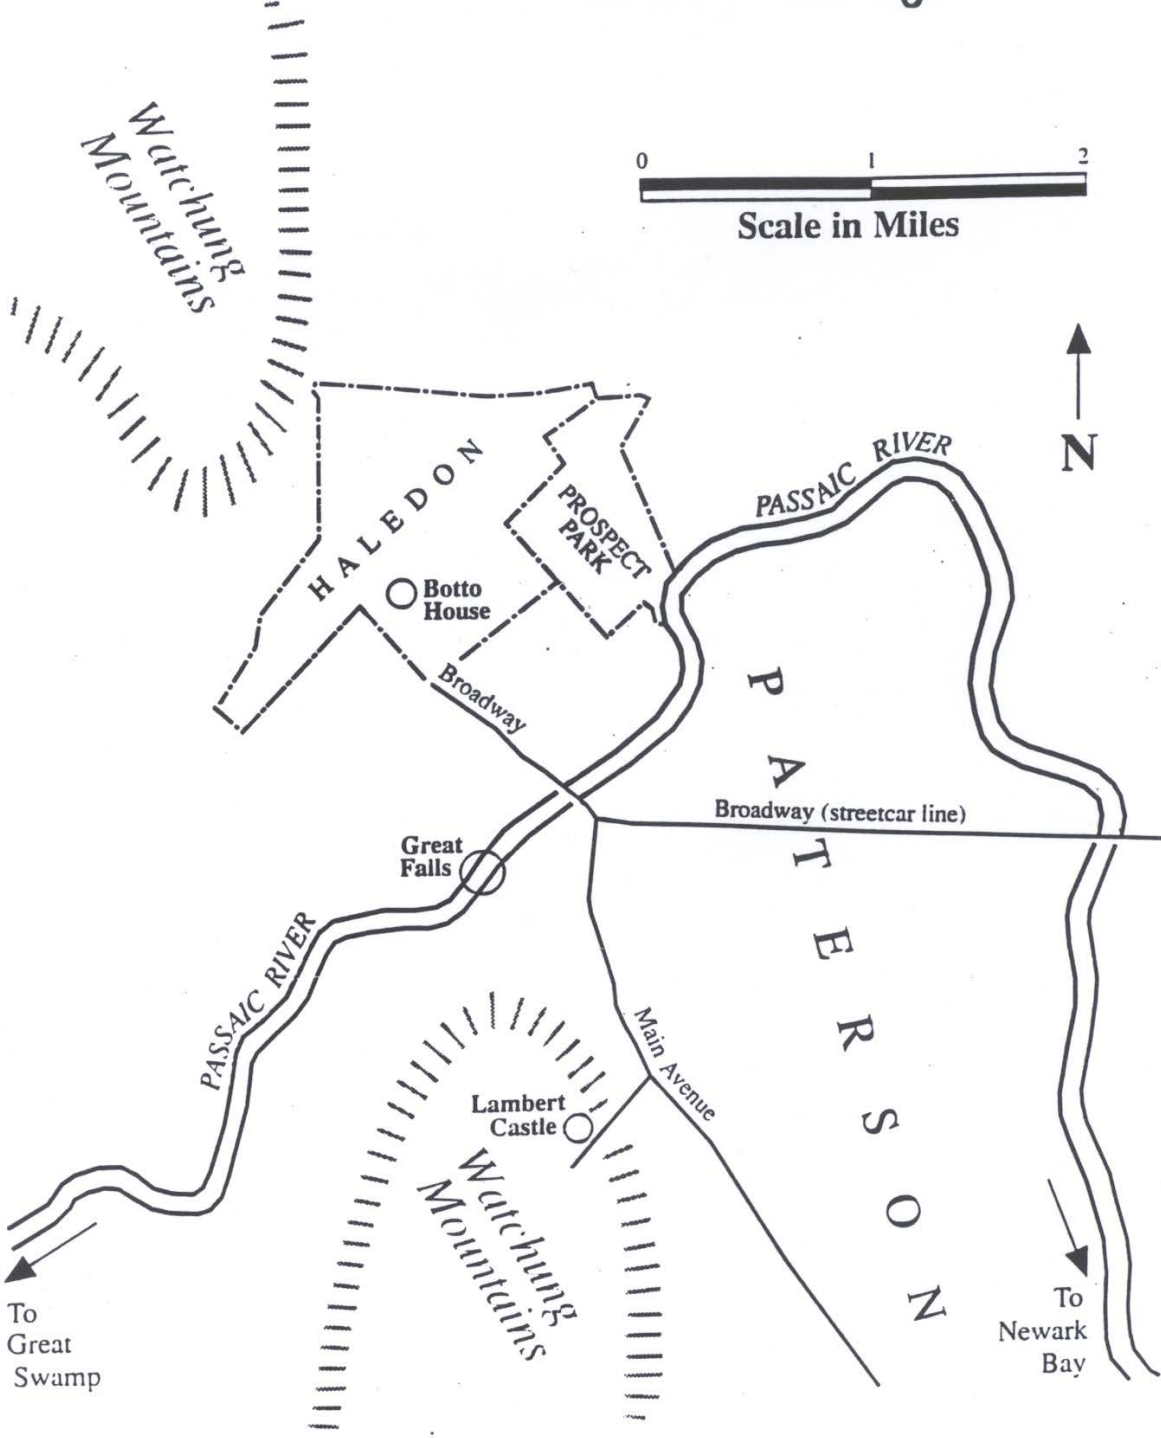 Watchung
Mountains
0 1 2
Scale in Miles
N
PASSAIC RIVER
HALEDON
PROSPECT
PARK
Botto
House
Broadway
PATERSON
Broadway (streetcar line)
Great
Falls
PASSAIC RIVER
Main Avenue
Lambert
Castle
Watchung
Mountains
To
Great
Swamp
To
Newark
Bay